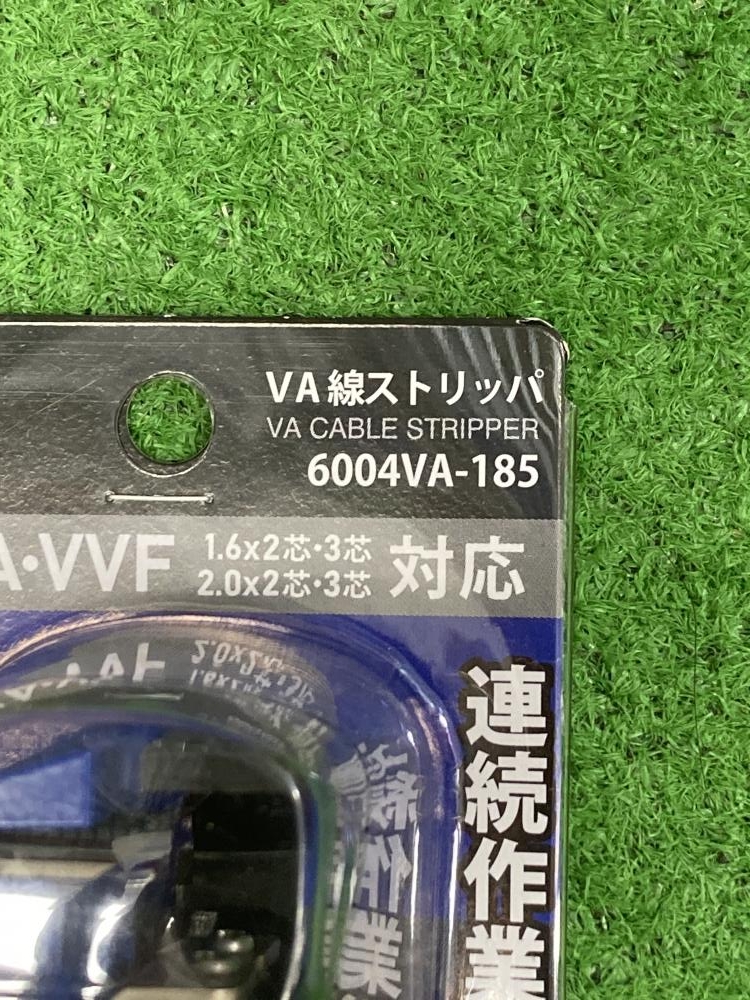 VA線ストリッパ
VA CABLE STRIPPER
6004VA-185
A・VVF 1.6x2芯・3芯 2.0x2芯・3芯 対応
連続作業